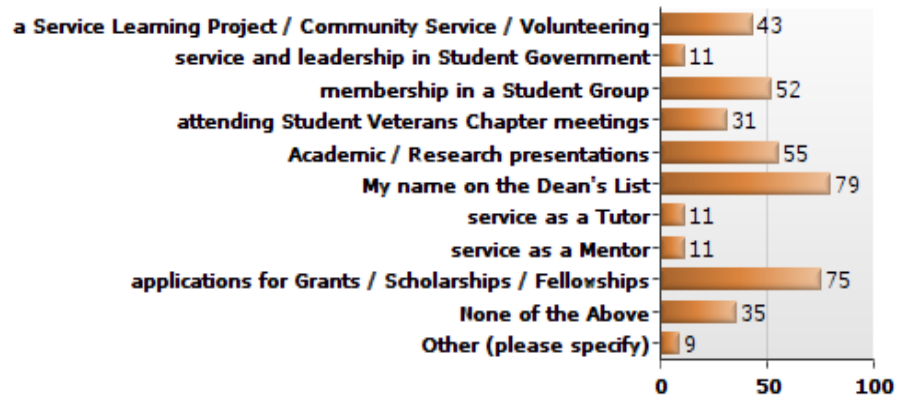 a Service Learning Project / Community Service / Volunteering 43
service and leadership in Student Government 11
membership in a Student Group 52
attending Student Veterans Chapter meetings 31
Academic / Research presentations 55
My name on the Dean's List 79
service as a Tutor 11
service as a Mentor 11
applications for Grants / Scholarships / Fellowships 75
None of the Above 35
Other (please specify) 9
0 50 100